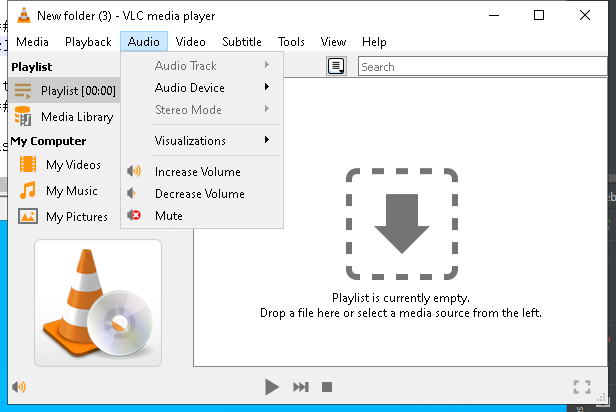 New folder (3) - VLC media player
Media Playback Audio Video Subtitle Tools View Help
Playlist
Playlist [00:00]
Media Library
My Computer
My Videos
My Music
My Pictures
Audio Track
Audio Device
Stereo Mode
Visualizations
Increase Volume
Decrease Volume
Mute
Search
Playlist is currently empty.
Drop a file here or select a media source from the left.